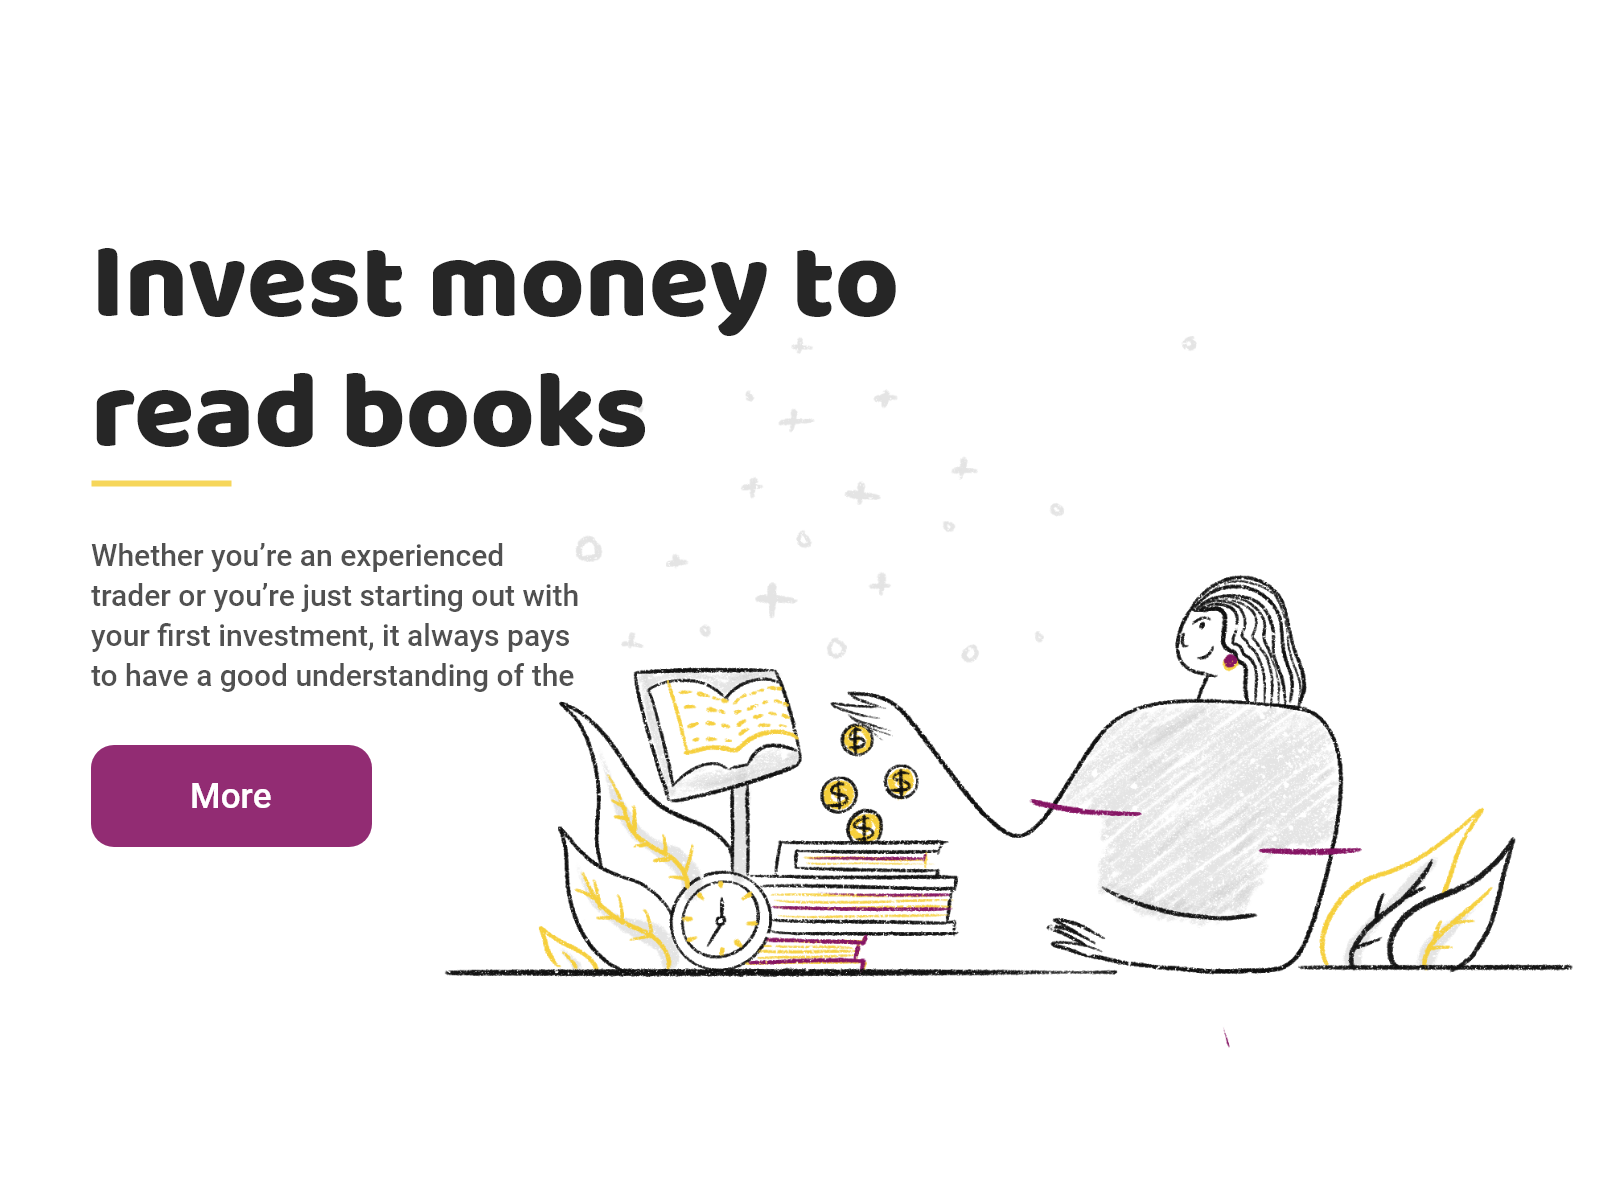 Invest money to
read books
Whether you’re an experienced
trader or you’re just starting out with
your first investment, it always pays
to have a good understanding of the
More
$
$
$
$